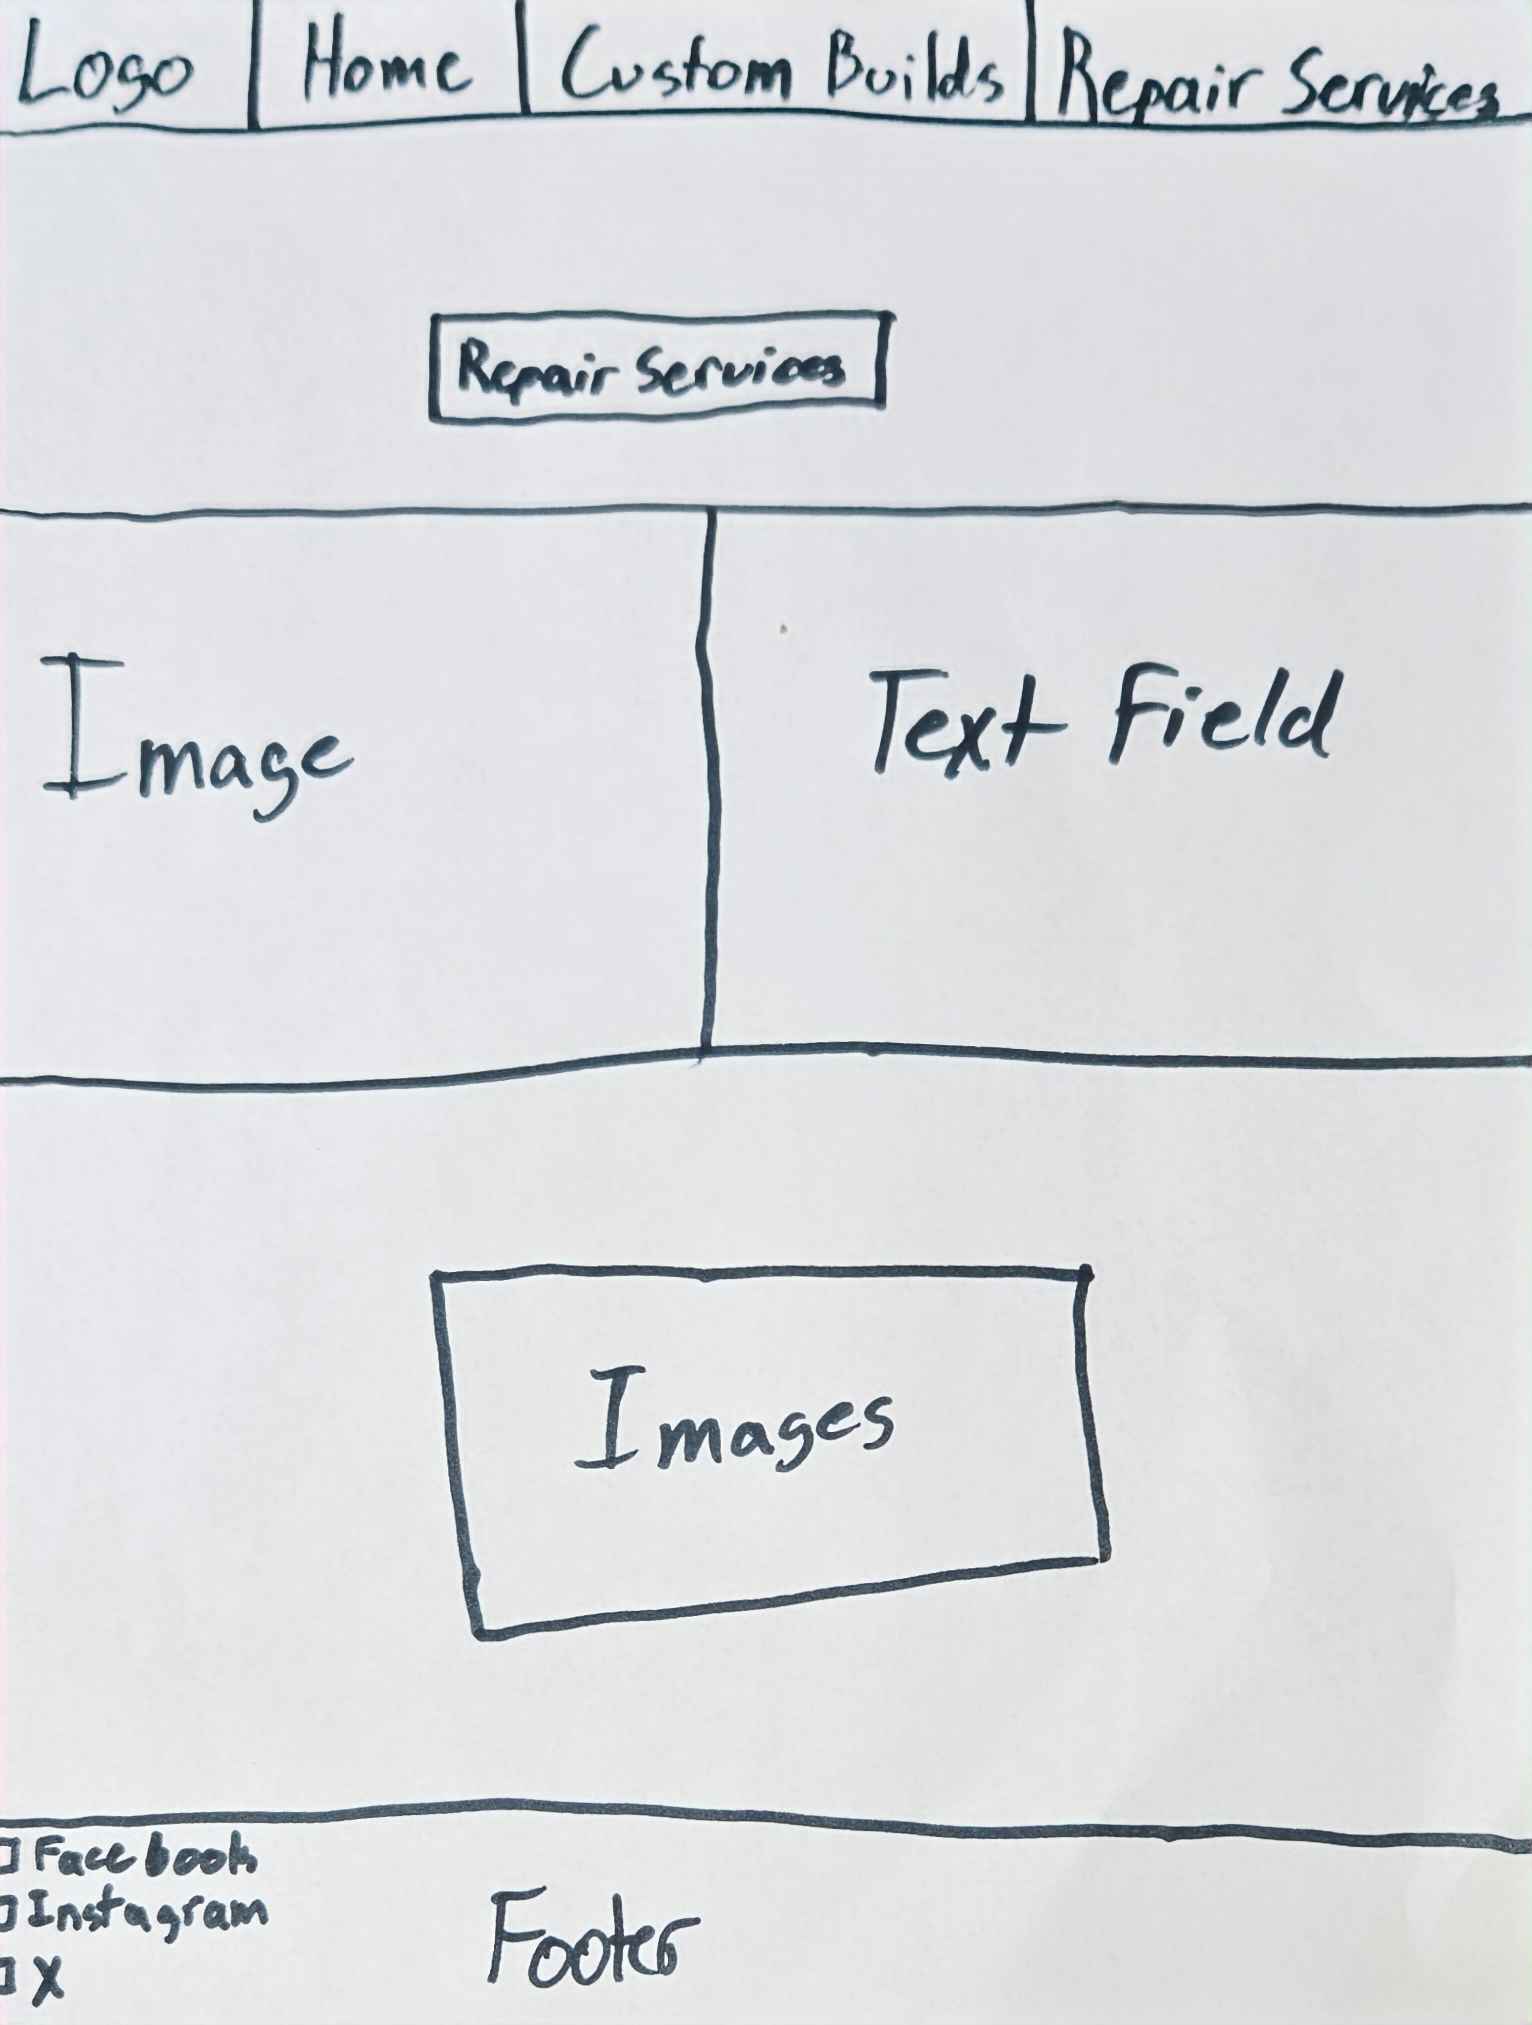 Logo Home Custom Builds Repair Services
Repair Services
Image Text Field
Images
Facebook
Instagram
X
Footer